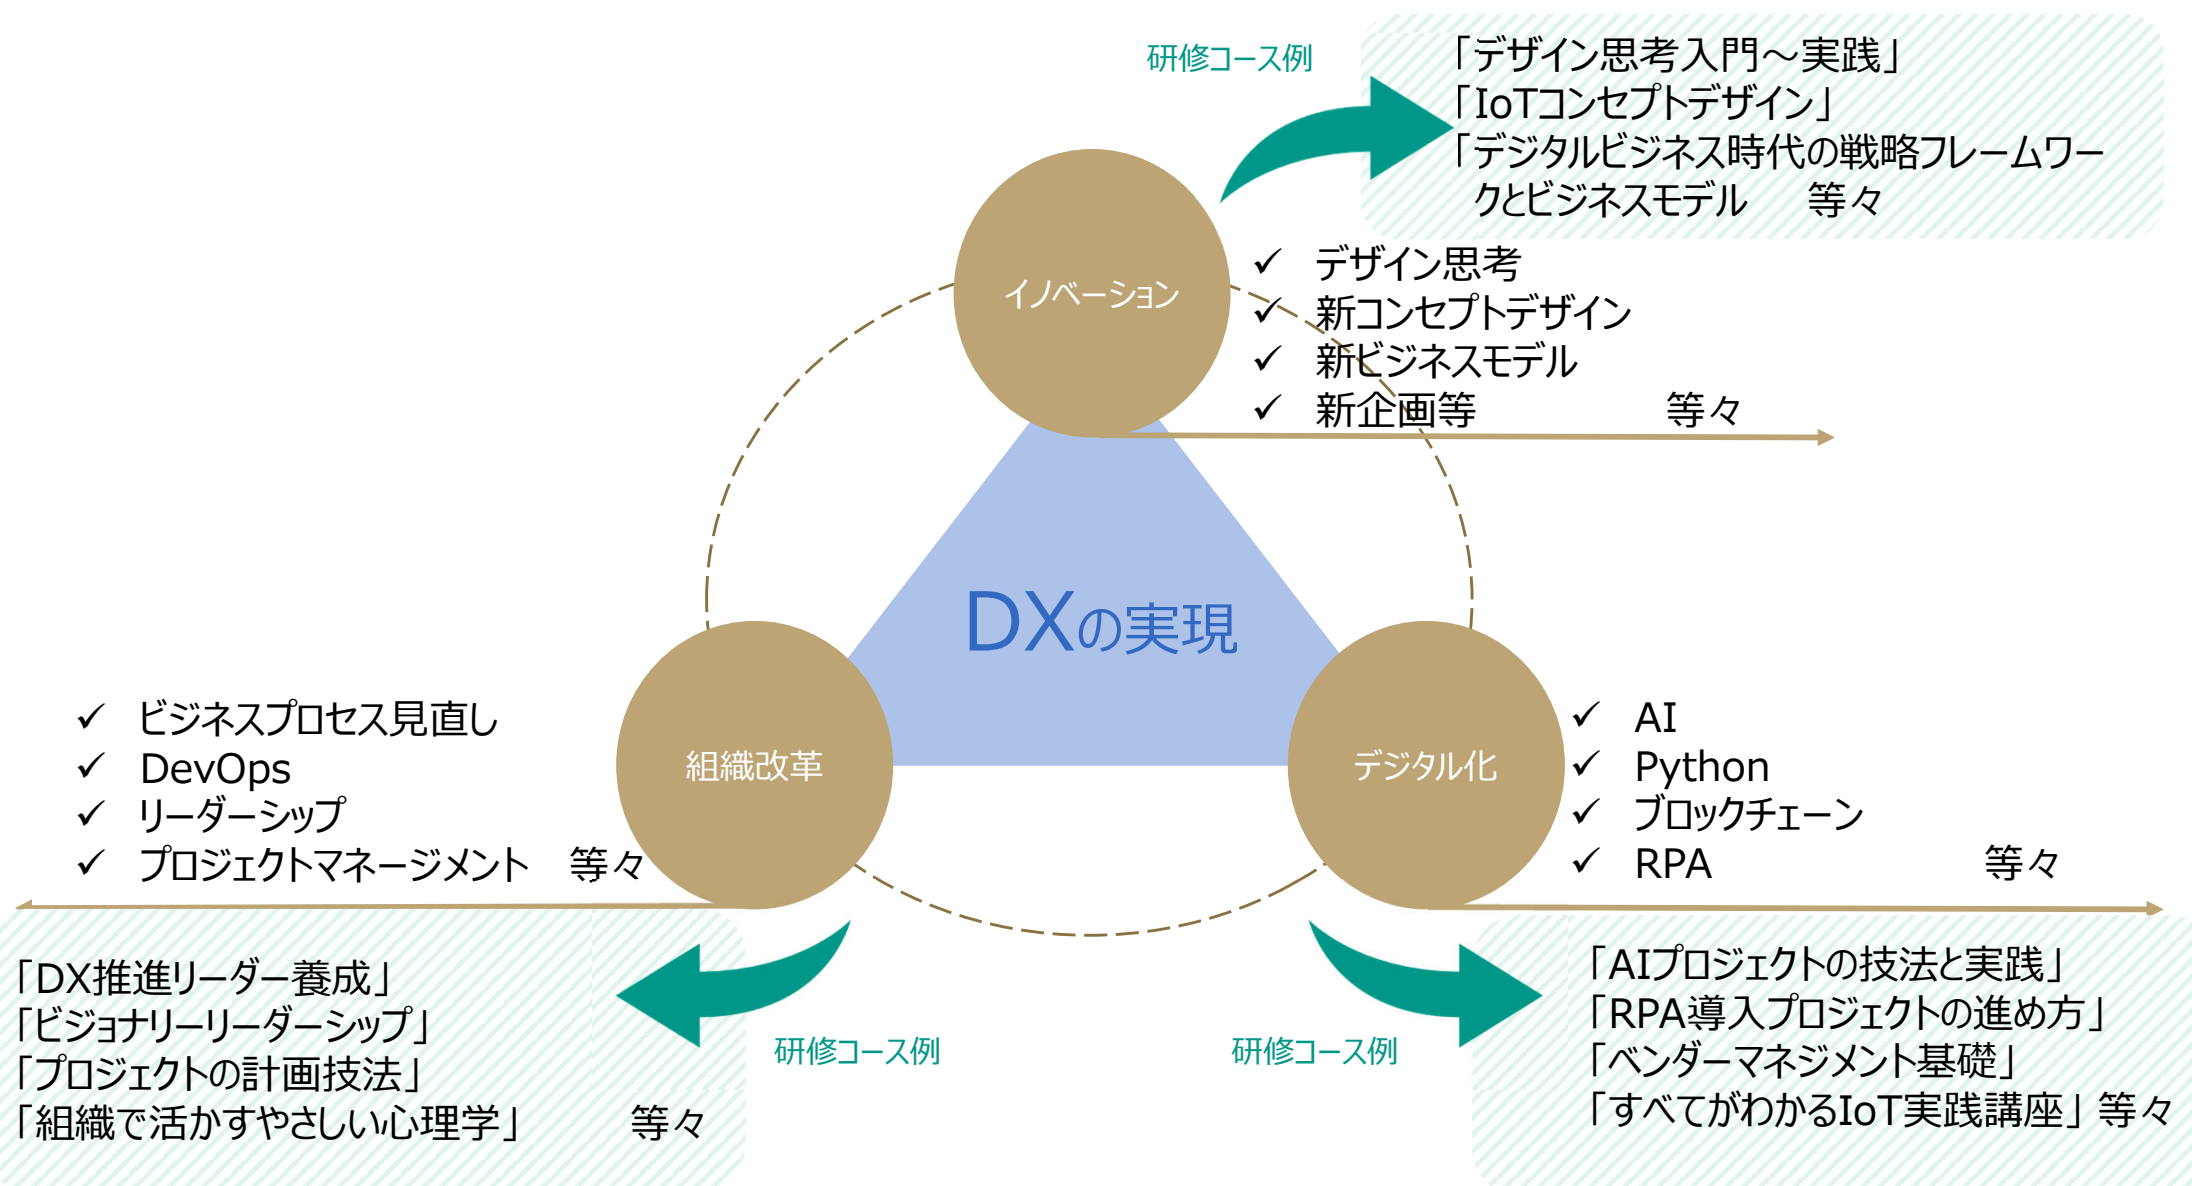 研修コース例
「デザイン思考入門～実践」
「IoTコンセプトデザイン」
「デジタルビジネス時代の戦略フレームワー
クとビジネスモデル　等々
イノベーション
✓ デザイン思考
✓ 新コンセプトデザイン
✓ 新ビジネスモデル
✓ 新企画等　等々
DXの実現
組織改革
✓ ビジネスプロセス見直し
✓ DevOps
✓ リーダーシップ
✓ プロジェクトマネージメント　等々
デジタル化
✓ AI
✓ Python
✓ ブロックチェーン
✓ RPA　等々
「DX推進リーダー養成」
「ビジョナリーリーダーシップ」
「プロジェクトの計画技法」
「組織で活かすやさしい心理学」　等々
研修コース例
研修コース例
「AIプロジェクトの技法と実践」
「RPA導入プロジェクトの進め方」
「ベンダーマネジメント基礎」
「すべてがわかるIoT実践講座」等々